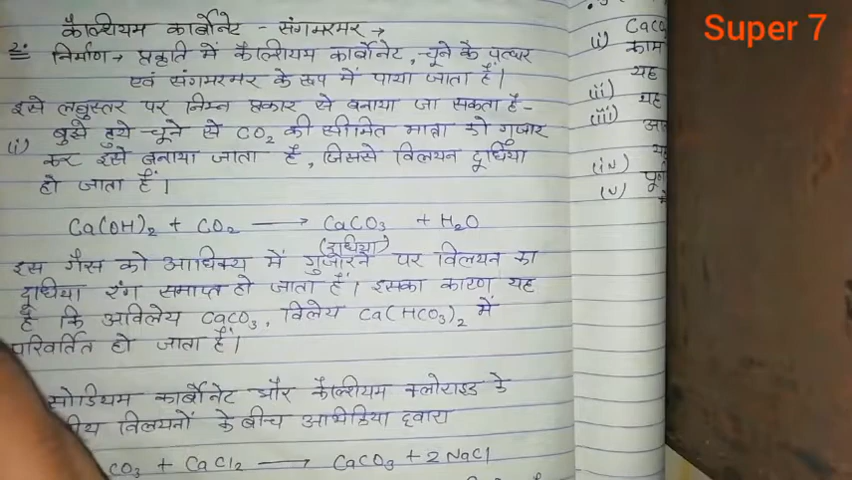 Super 7
कैल्शियम कार्बोनेट - संगमरमर →
2:- निर्माण → प्रकृति में कैल्शियम कार्बोनेट, चूने के पत्थर
एवं संगमरमर के रूप में पाया जाता है।
इसे लघुस्तर पर निम्न प्रकार से बनाया जा सकता है-
(i) बुझे हुये चूने से CO2 की सीमित मात्रा को गुजार
कर इसे बनाया जाता है, जिससे विलयन दूधिया
हो जाता है।
Ca(OH)2 + CO2 → CaCO3 + H2O
(दूधिया)
इस गैस को आधिक्य में गुजारने पर विलयन का
दूधिया रंग समाप्त हो जाता है। इसका कारण यह
है कि अविलेय CaCO3, विलेय Ca(HCO3)2 में
परिवर्तित हो जाता है।
सोडियम कार्बोनेट और कैल्शियम क्लोराइड के
विलयनों के बीच अभिक्रिया द्वारा
CO3 + CaCl2 → CaCO3 + 2NaCl
(i) CaCO
काम
यह
(ii) यह
(iii)
(iv)
(v) पूर्ण